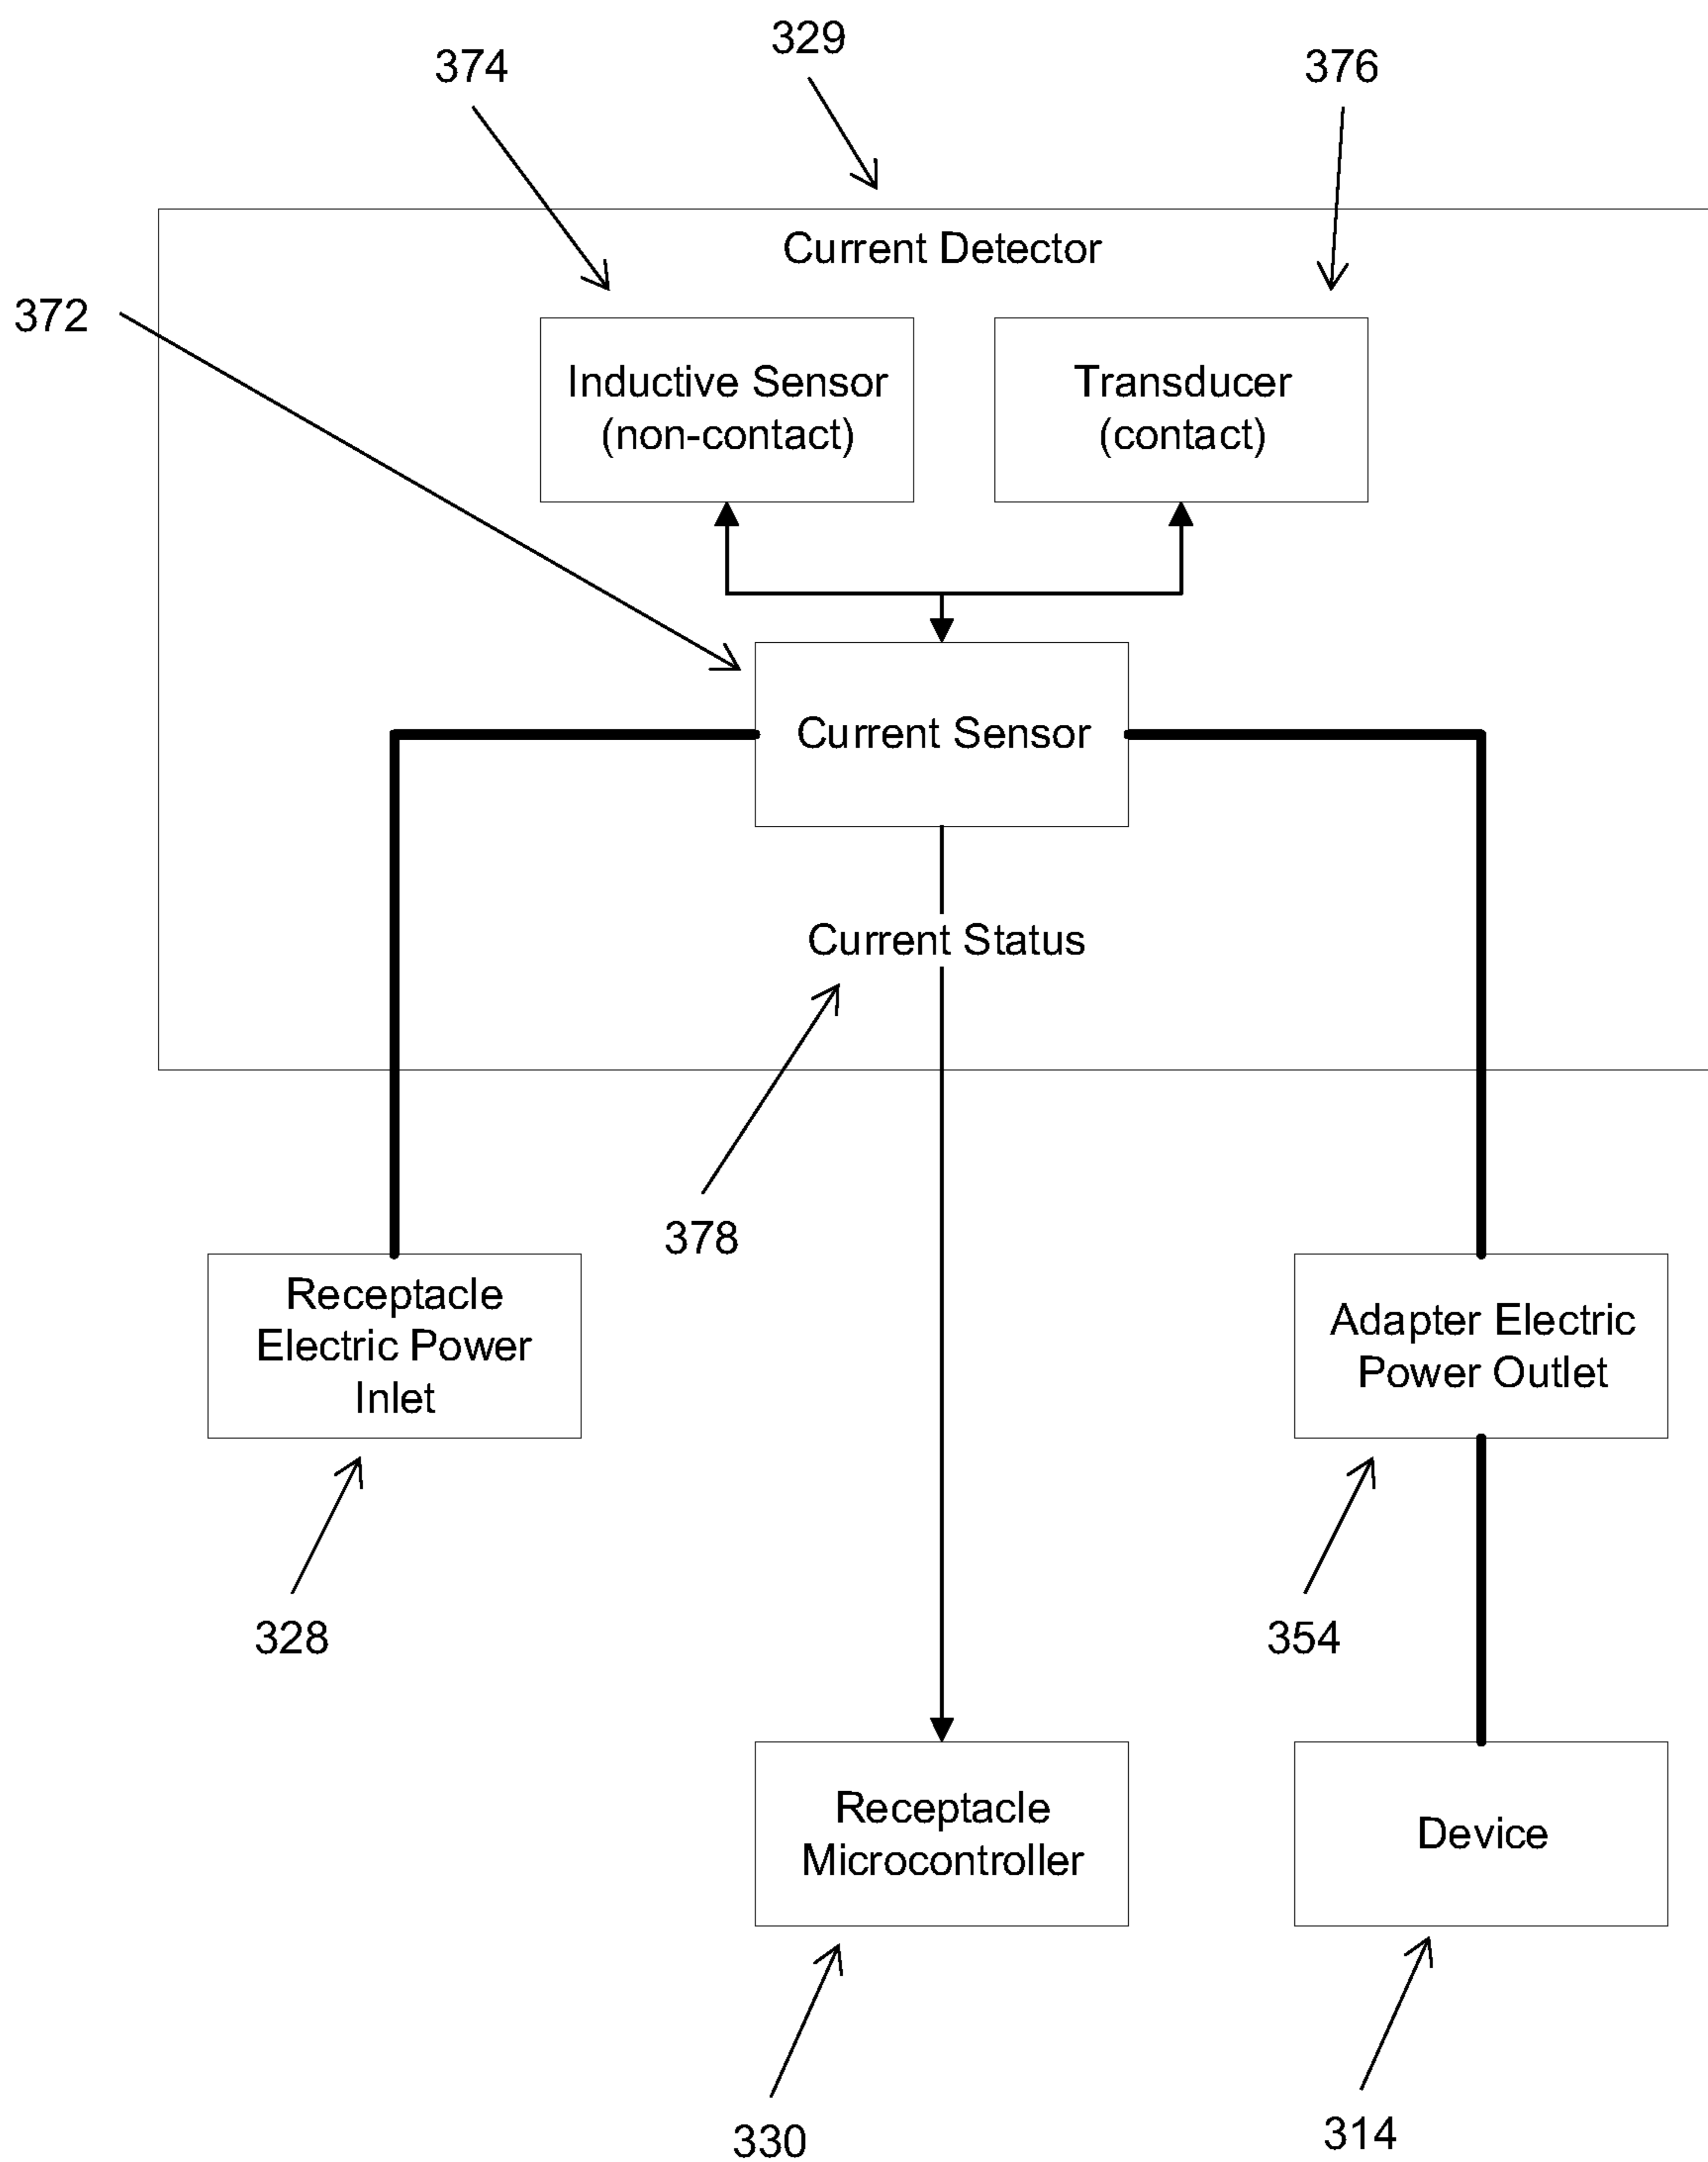 329
374
376
Current Detector
372
Inductive Sensor
(non-contact)
Transducer
(contact)
Current Sensor
Current Status
378
Receptacle
Electric Power
Inlet
Adapter Electric
Power Outlet
328
354
Receptacle
Microcontroller
Device
330
314